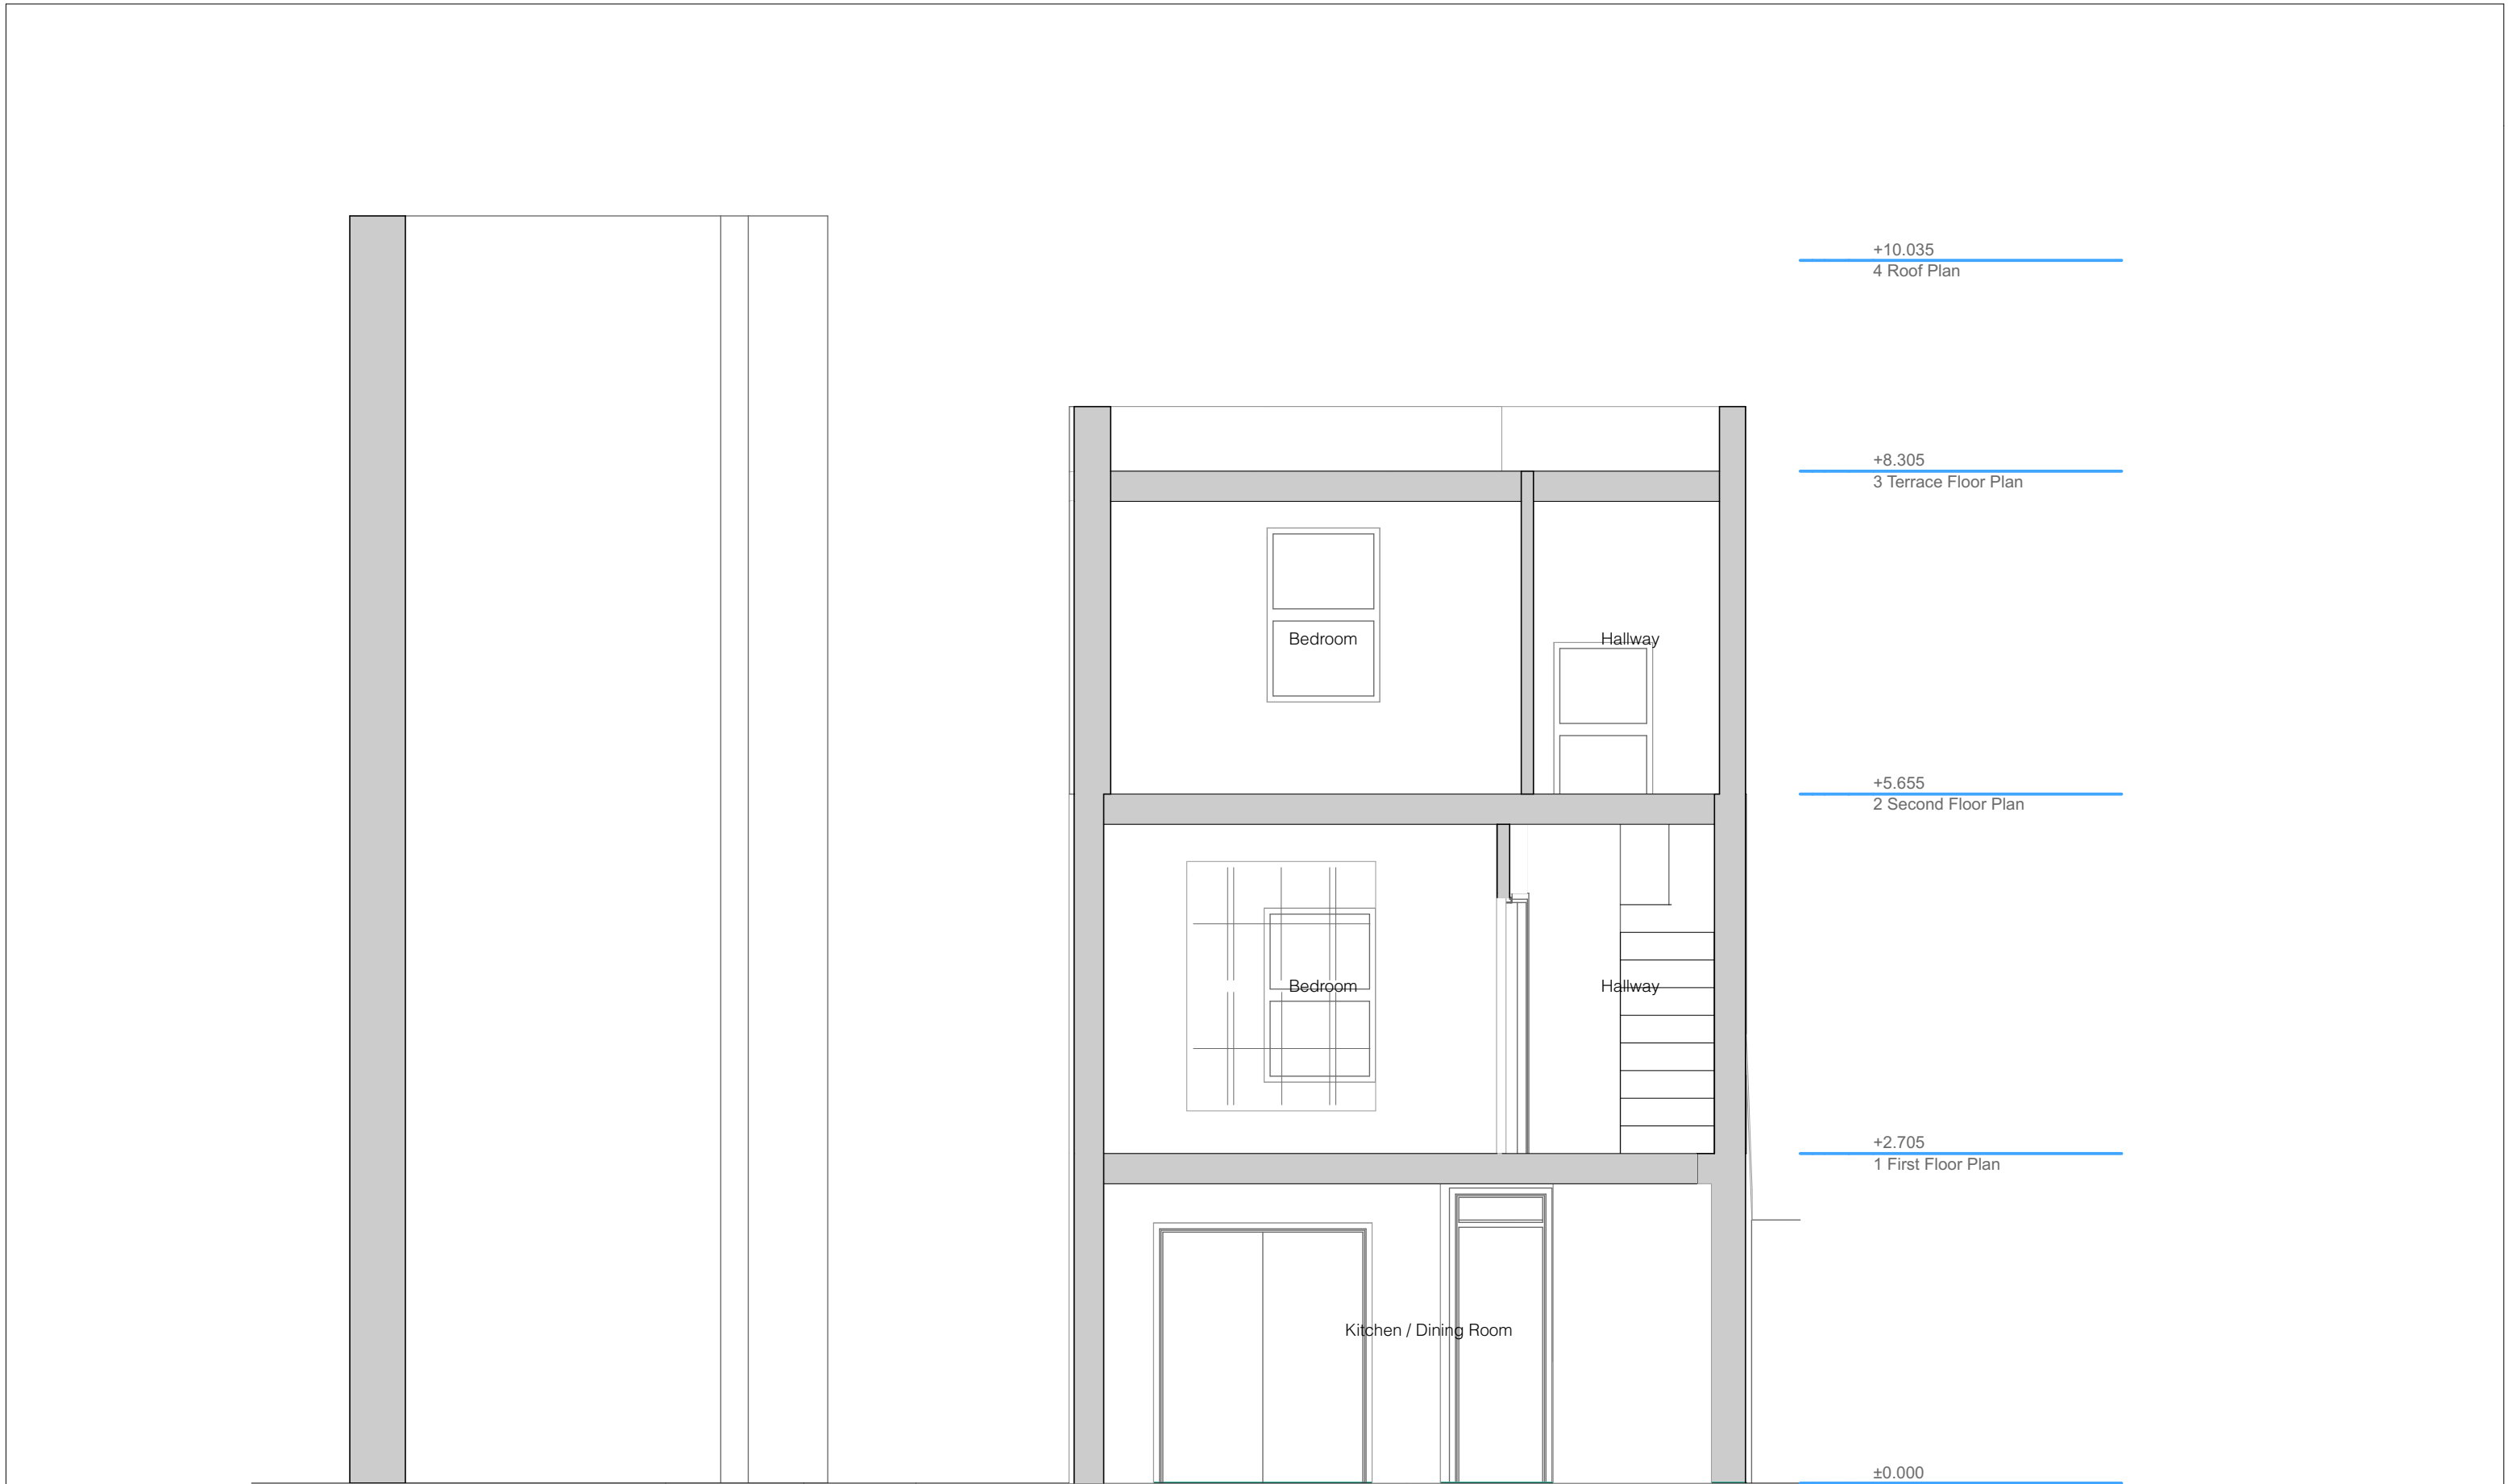 +10.035
4 Roof Plan
+8.305
3 Terrace Floor Plan
Bedroom
Hallway
+5.655
2 Second Floor Plan
Bedroom
Hallway
+2.705
1 First Floor Plan
Kitchen / Dining Room
±0.000